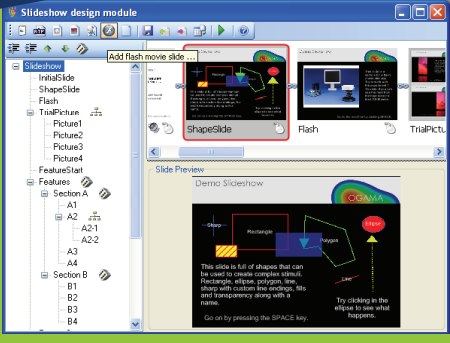 Slideshow design module
RTF
Add flash movie slide ...
Slideshow
InitialSlide
ShapeSlide
Flash
TrialPicture
Picture1
Picture2
Picture3
Picture4
FeatureStart
Features
Section A
A1
A2
A2-1
A2-2
A3
A4
Section B
B1
B2
B3
B4
ShapeSlide
Flash
TrialPictu
Slide Preview
Demo Slideshow
OGAMA
Sharp
Rectangle
Polygon
Ellipse
Line
This slide is full of shapes that can
be used to create complex stimuli.
Rectangle, ellipse, polygon, line,
sharp with custom line endings, fills
and transparency along with a
name.
Try clicking in the
ellipse to see what
happens.
Go on by pressing the SPACE key.